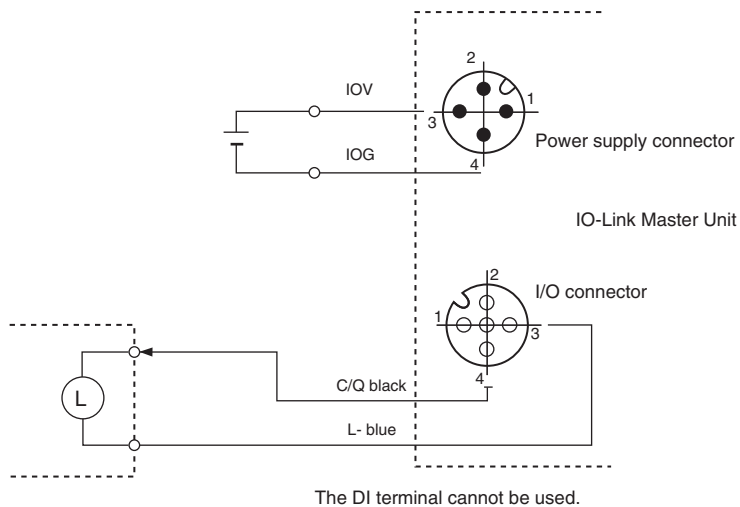 2
IOV
1
3
Power supply connector
IOG
4
IO-Link Master Unit
2
I/O connector
1
3
L
4
C/Q black
L- blue
The DI terminal cannot be used.